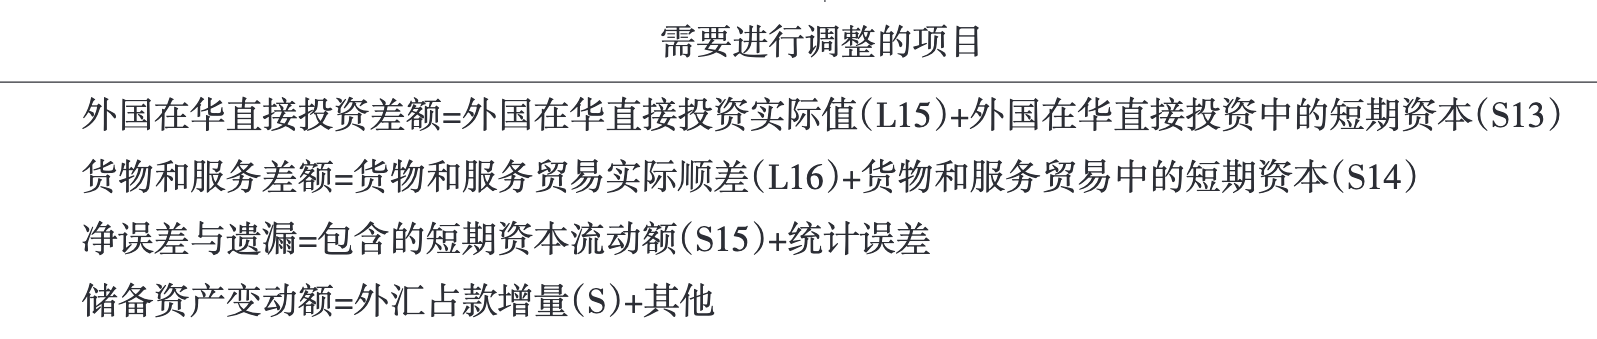 需要进行调整的项目
外国在华直接投资差额=外国在华直接投资实际值(L15)+外国在华直接投资中的短期资本(S13)
货物和服务差额=货物和服务贸易实际顺差(L16)+货物和服务贸易中的短期资本(S14)
净误差与遗漏=包含的短期资本流动额(S15)+统计误差
储备资产变动额=外汇占款增量(S)+其他